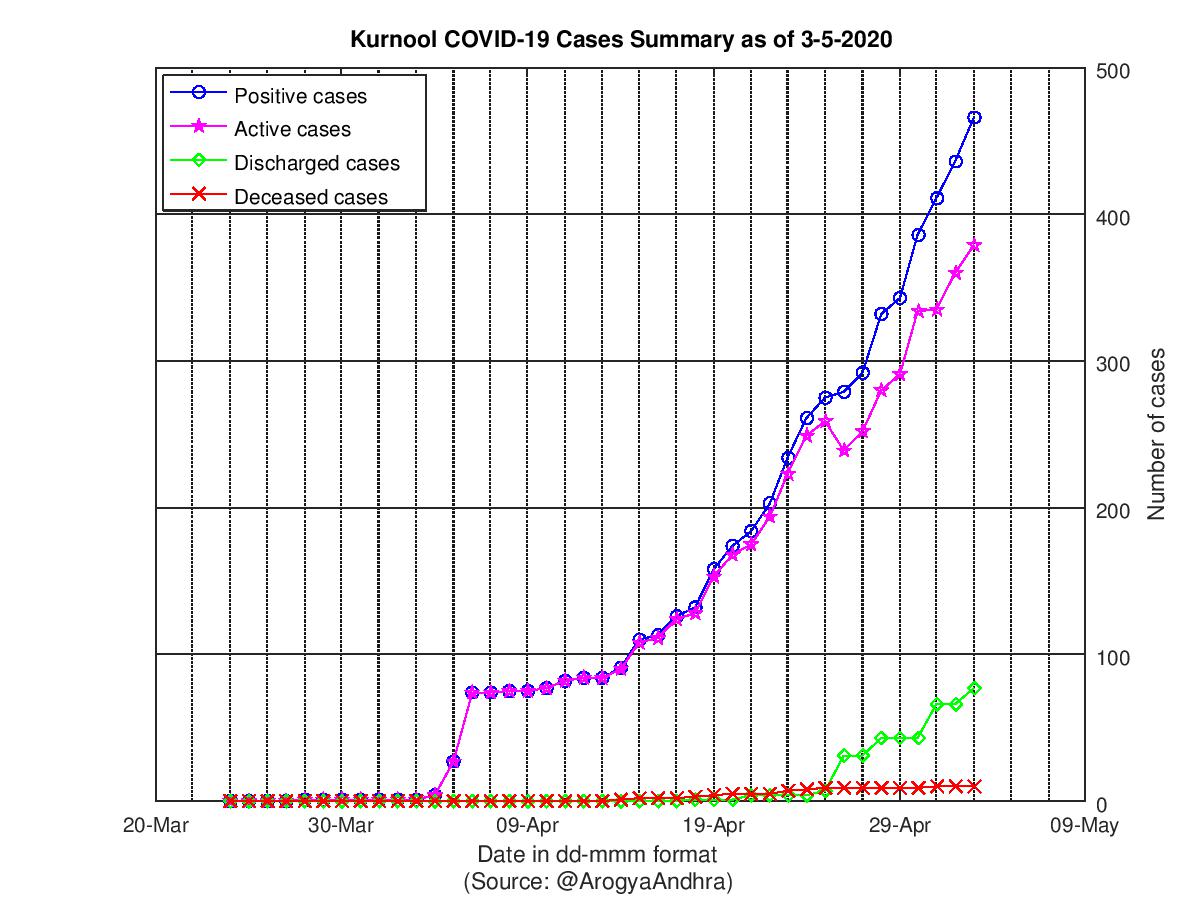 Kurnool COVID-19 Cases Summary as of 3-5-2020
Positive cases
Active cases
Discharged cases
Deceased cases
500
400
300
200
100
0
Number of cases
20-Mar
30-Mar
09-Apr
19-Apr
29-Apr
09-May
Date in dd-mmm format
(Source: @ArogyaAndhra)